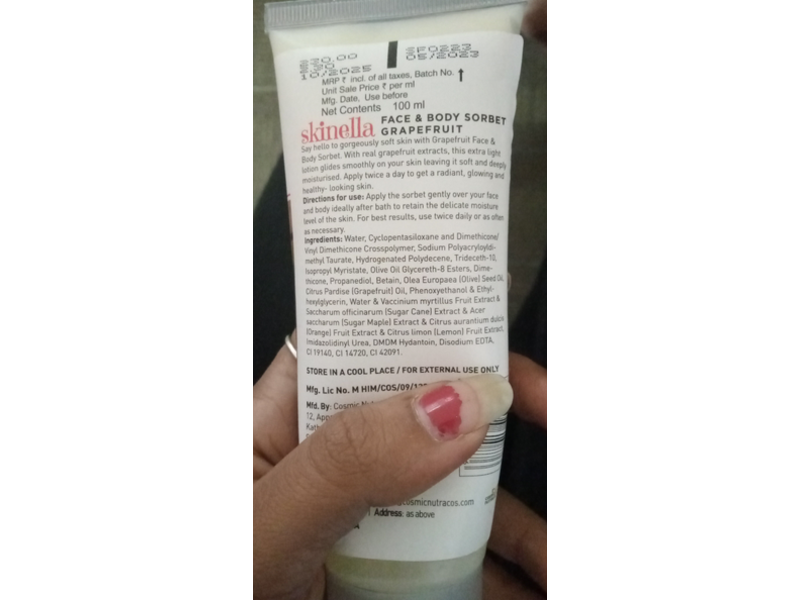 MRP ₹ incl. of all taxes, Batch No.
Unit Sale Price ₹ per ml
Mfg. Date, Use before
Net Contents 100 ml
skinella FACE & BODY SORBET
GRAPEFRUIT
Say hello to gorgeously soft skin with Grapefruit Face &
Body Sorbet. With real grapefruit extracts, this extra light
lotion glides smoothly on your skin leaving it soft and deeply
moisturised. Apply twice a day to get a radiant, glowing and
healthy- looking skin.
Directions for use: Apply the sorbet gently over your face
and body ideally after bath to retain the delicate moisture
level of the skin. For best results, use twice daily or as often
as necessary.
Ingredients: Water, Cyclopentasiloxane and Dimethicone/
Vinyl Dimethicone Crosspolymer, Sodium Polyacryloyldi-
methyl Taurate, Hydrogenated Polydecene, Trideceth-10,
Isopropyl Myristate, Olive Oil Glycereth-8 Esters, Dime-
thicone, Propanediol, Betain, Olea Europaea (Olive) Seed Oil,
Citrus Pardise (Grapefruit) Oil, Phenoxyethanol & Ethyl-
hexylglycerin, Water & Vaccinium myrtillus Fruit Extract &
Saccharum officinarum (Sugar Cane) Extract & Acer
saccharum (Sugar Maple) Extract & Citrus aurantium dulcis
(Orange) Fruit Extract & Citrus limon (Lemon) Fruit Extract,
Imidazolidinyl Urea, DMDM Hydantoin, Disodium EDTA,
CI 19140, CI 14720, CI 42091.
STORE IN A COOL PLACE / FOR EXTERNAL USE ONLY
Mfg. Lic No. M HIM/COS/09/
Mfd. By: Cosmic
12,
cosmicnutracos.com
Address: as above